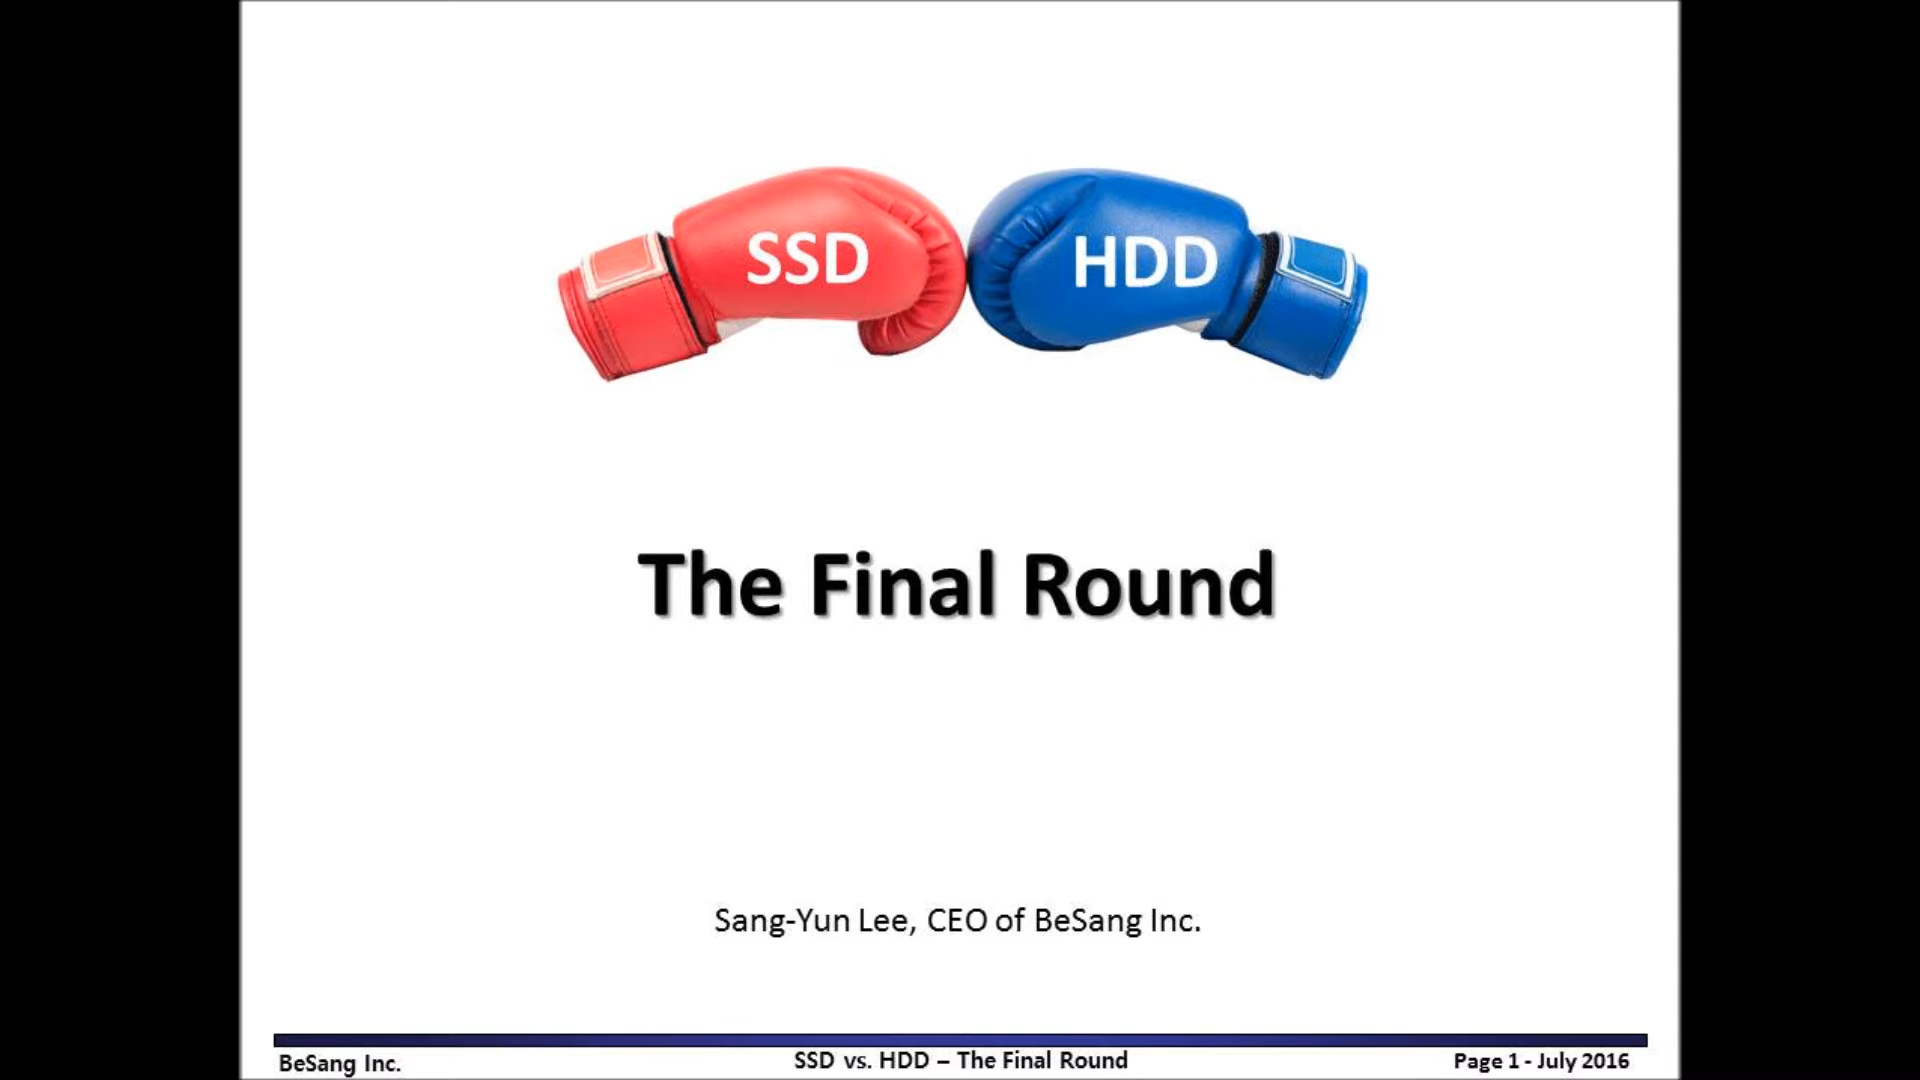 SSD
HDD
The Final Round
Sang-Yun Lee, CEO of BeSang Inc.
BeSang Inc.
SSD vs. HDD – The Final Round
Page 1 - July 2016